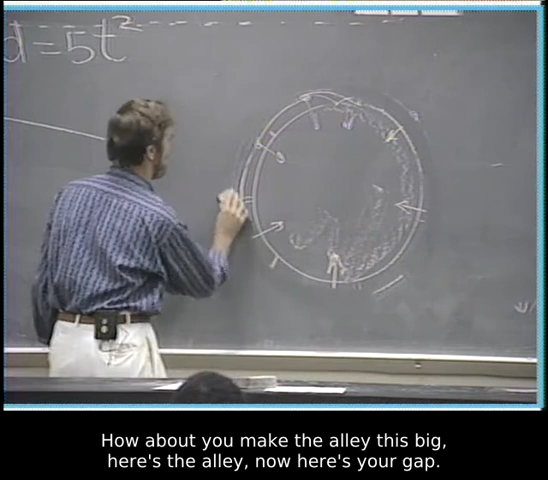 d=5t²
How about you make the alley this big,
here's the alley, now here's your gap.